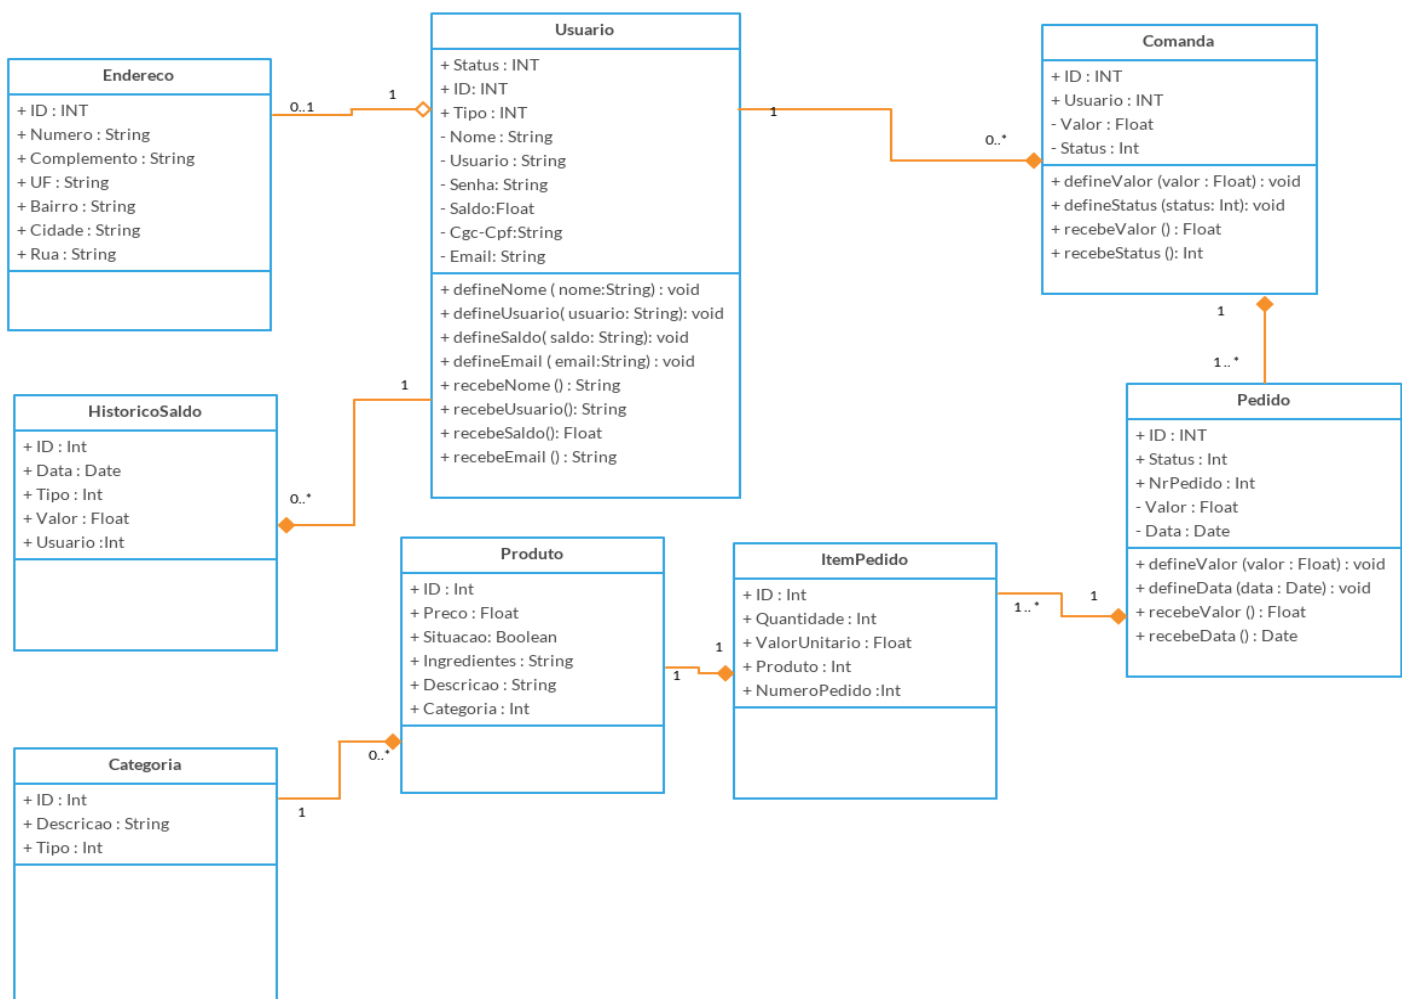 Usuario
+ Status : INT
+ ID: INT
+ Tipo : INT
- Nome : String
- Usuario : String
- Senha: String
- Saldo:Float
- Cgc-Cpf:String
- Email: String
+ defineNome ( nome:String) : void
+ defineUsuario( usuario: String): void
+ defineSaldo( saldo: String): void
+ defineEmail ( email:String) : void
+ recebeNome () : String
+ recebeUsuario(): String
+ recebeSaldo(): Float
+ recebeEmail () : String
Comanda
+ ID : INT
+ Usuario : INT
- Valor : Float
- Status : Int
+ defineValor (valor : Float) : void
+ defineStatus (status: Int): void
+ recebeValor () : Float
+ recebeStatus (): Int
Endereco
+ ID : INT
+ Numero : String
+ Complemento : String
+ UF : String
+ Bairro : String
+ Cidade : String
+ Rua : String
0..1
1
1
0..*
1
1.. *
HistoricoSaldo
+ ID : Int
+ Data : Date
+ Tipo : Int
+ Valor : Float
+ Usuario :Int
1
0..*
Pedido
+ ID : INT
+ Status : Int
+ NrPedido : Int
- Valor : Float
- Data : Date
+ defineValor (valor : Float) : void
+ defineData (data : Date) : void
+ recebeValor () : Float
+ recebeData () : Date
Produto
+ ID : Int
+ Preco : Float
+ Situacao: Boolean
+ Ingredientes : String
+ Descricao : String
+ Categoria : Int
ItemPedido
+ ID : Int
+ Quantidade : Int
+ ValorUnitario : Float
+ Produto : Int
+ NumeroPedido :Int
1.. *
1
1
1
0..*
1
Categoria
+ ID : Int
+ Descricao : String
+ Tipo : Int